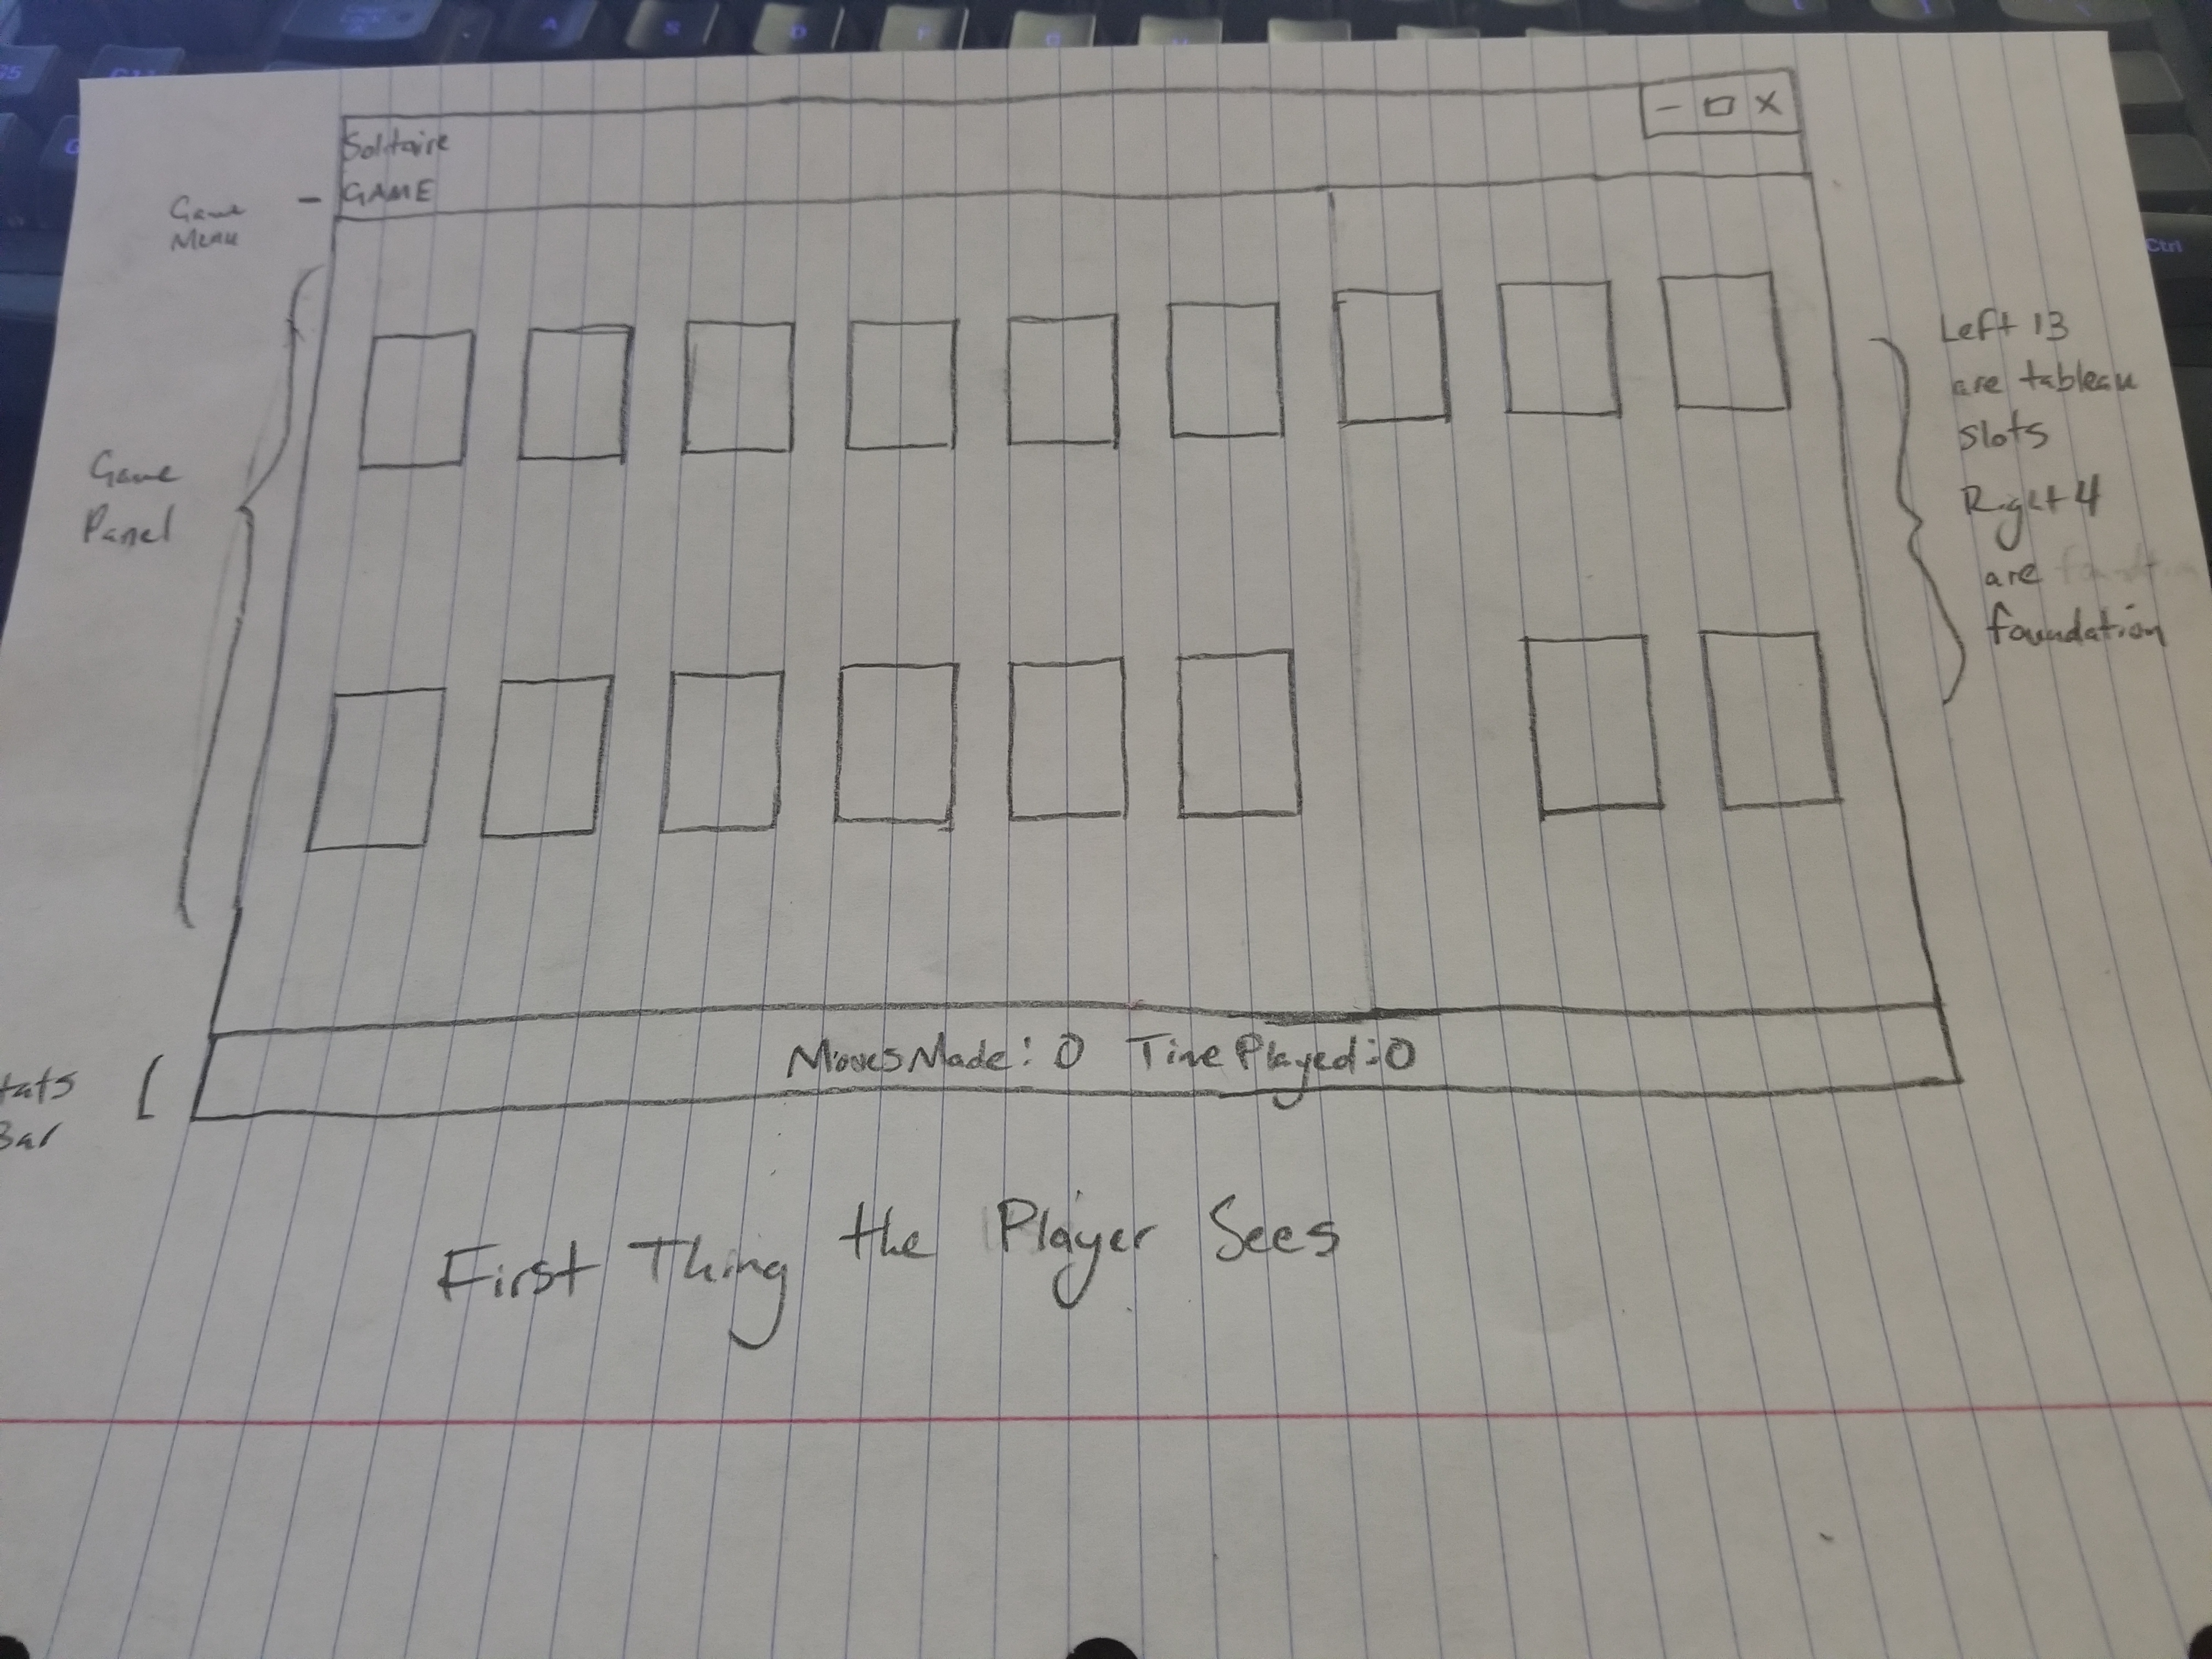 Solitaire
GAME
Game
Menu
Game
Panel
Left 13
are tableau
slots
Right 4
are
foundation
Moves Made: 0 Time Played: 0
tats
Bar
First Thing the Player Sees
A
S
D
F
G
Ctrl